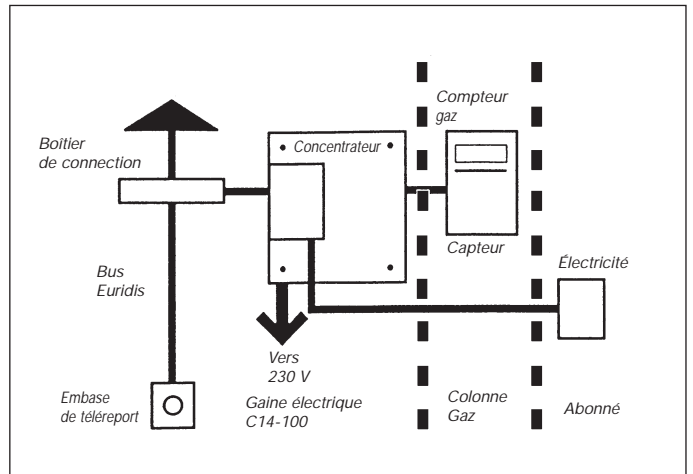 Compteur
gaz
Boîtier
de connection
Concentrateur
Capteur
Électricité
Bus
Euridis
Vers
230 V
Embase
de téléreport
Gaine électrique
C14-100
Colonne
Gaz
Abonné